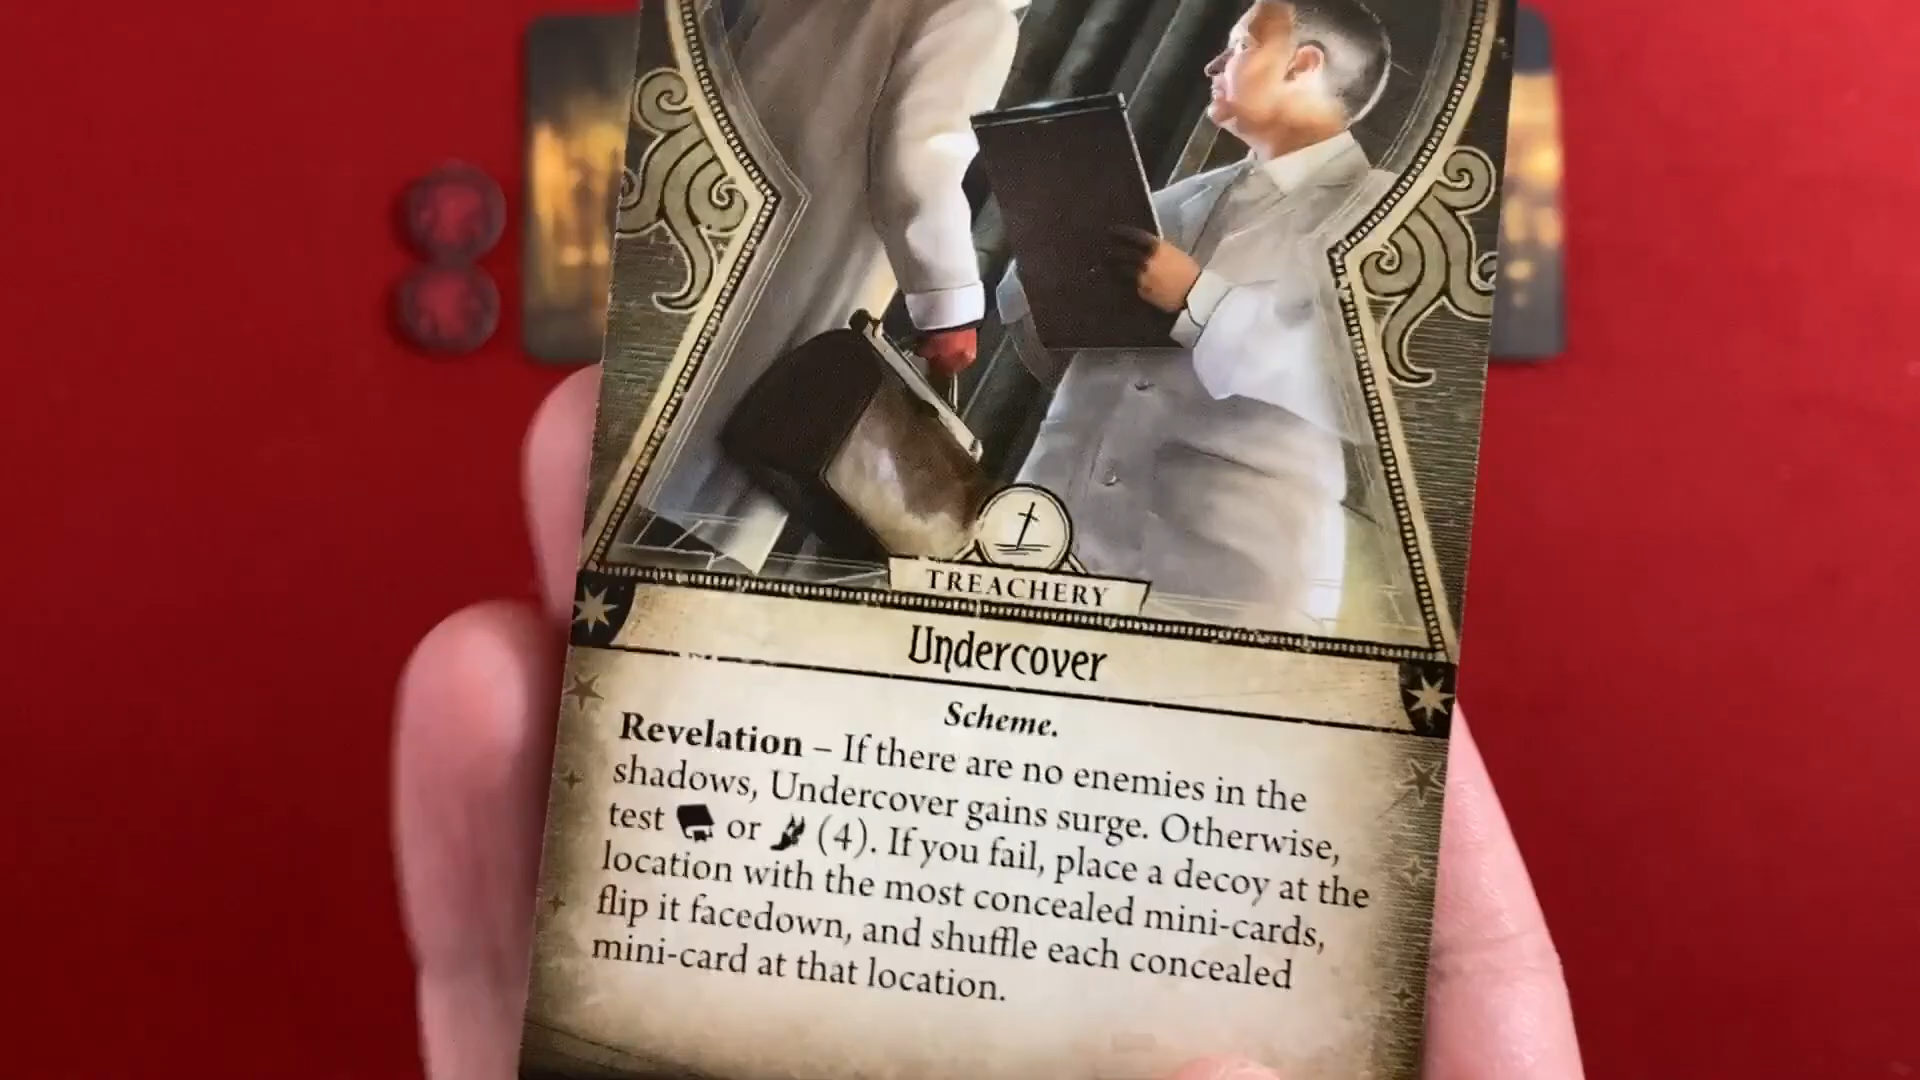 TREACHERY
Undercover
Scheme.
Revelation – If there are no enemies in the
shadows, Undercover gains surge. Otherwise,
test or (4). If you fail, place a decoy at the
location with the most concealed mini-cards,
flip it facedown, and shuffle each concealed
mini-card at that location.